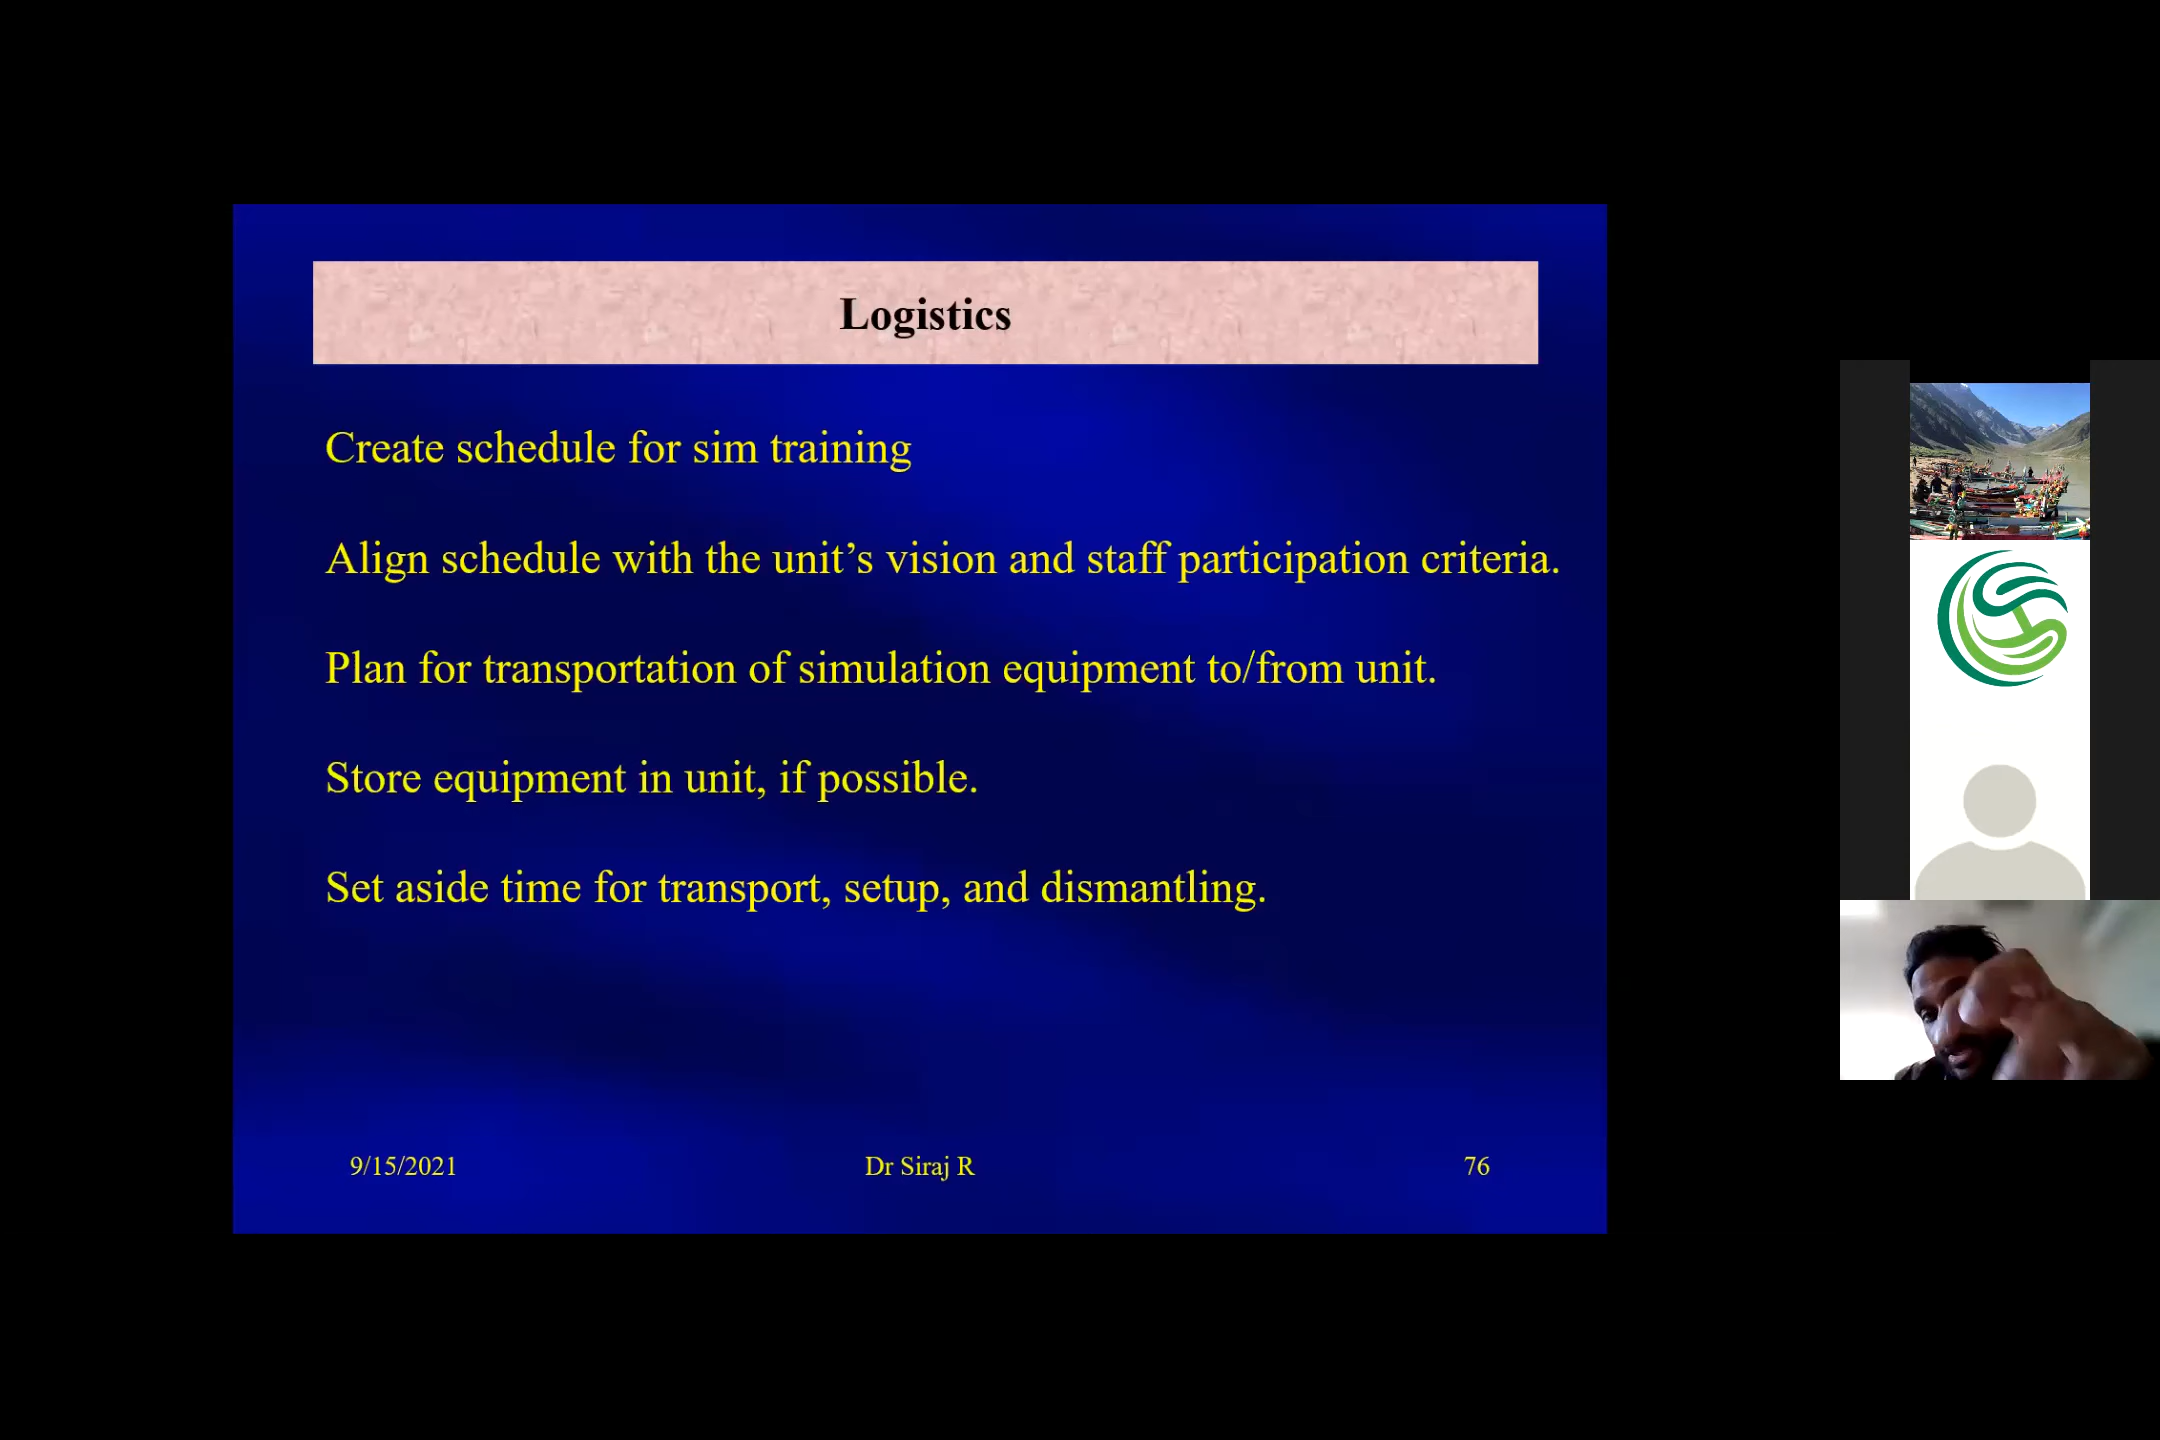 Logistics
Create schedule for sim training
Align schedule with the unit’s vision and staff participation criteria.
Plan for transportation of simulation equipment to/from unit.
Store equipment in unit, if possible.
Set aside time for transport, setup, and dismantling.
9/15/2021
Dr Siraj R
76